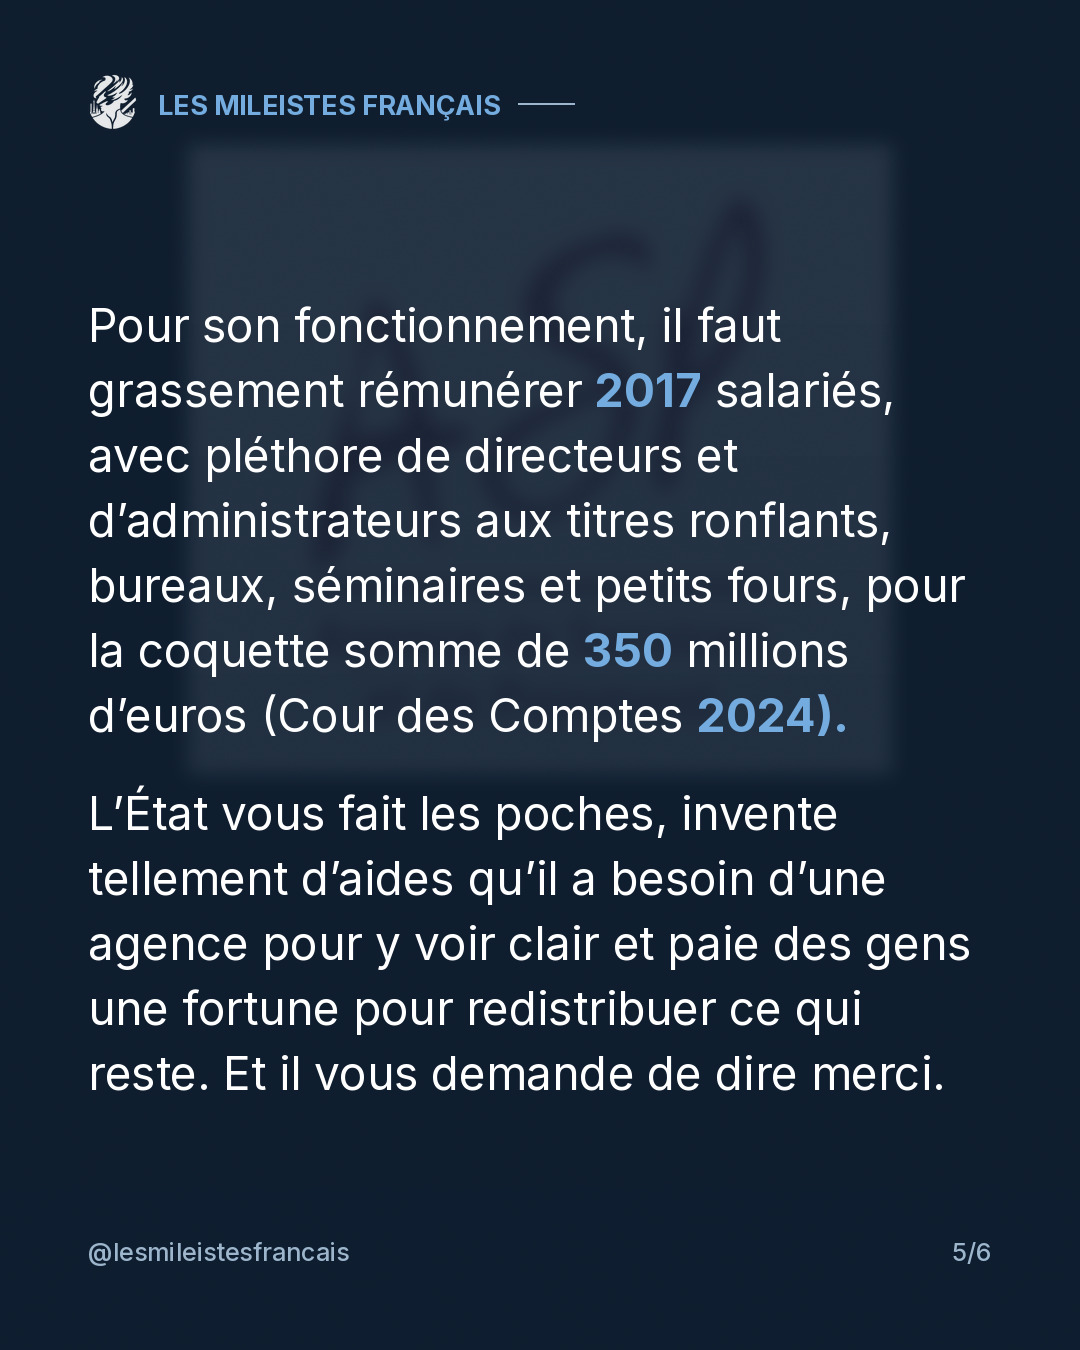 LES MILEISTES FRANÇAIS
Pour son fonctionnement, il faut
grassement rémunérer 2017 salariés,
avec pléthore de directeurs et
d’administrateurs aux titres ronflants,
bureaux, séminaires et petits fours, pour
la coquette somme de 350 millions
d’euros (Cour des Comptes 2024).
L’État vous fait les poches, invente
tellement d’aides qu’il a besoin d’une
agence pour y voir clair et paie des gens
une fortune pour redistribuer ce qui
reste. Et il vous demande de dire merci.
@lesmileistesfrancais
5/6